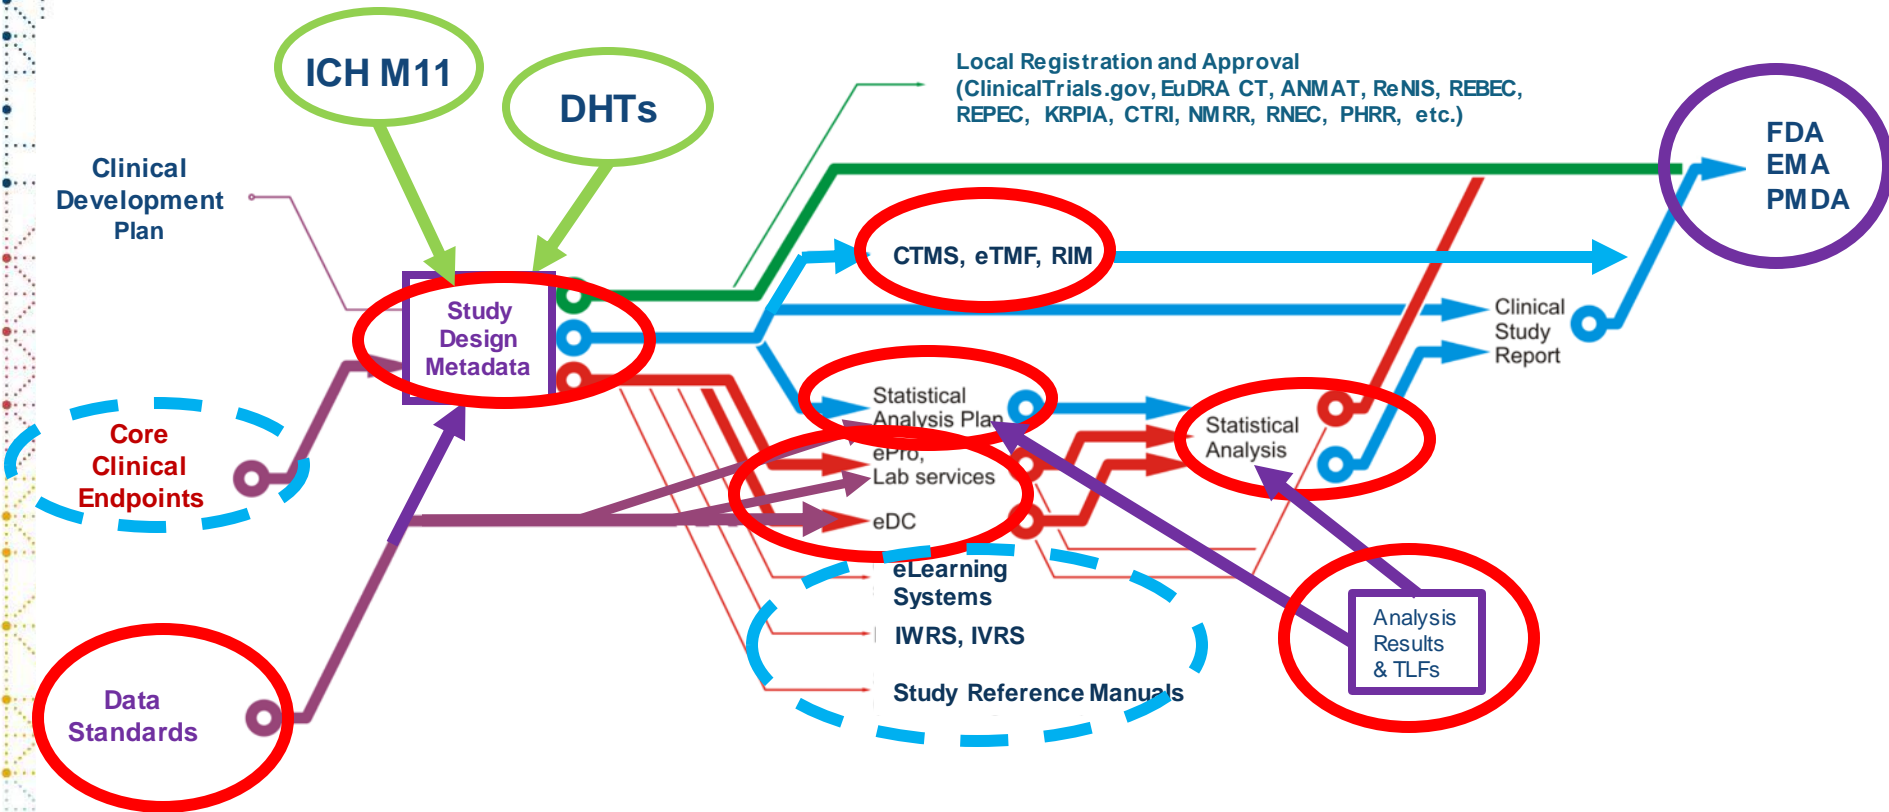 ICH M11
DHTs
Local Registration and Approval
(ClinicalTrials.gov, EuDRA CT, ANMAT, ReNIS, REBEC,
REPEC, KRPIA, CTRI, NMRR, RNEC, PHRR, etc.)
FDA
EMA
PMDA
Clinical
Development
Plan
CTMS, eTMF, RIM
Study
Design
Metadata
Clinical
Study
Report
Statistical
Analysis Plan
ePro,
Lab services
eDC
Statistical
Analysis
Core
Clinical
Endpoints
eLearning
Systems
IWRS, IVRS
Study Reference Manuals
Analysis
Results
& TLFs
Data
Standards